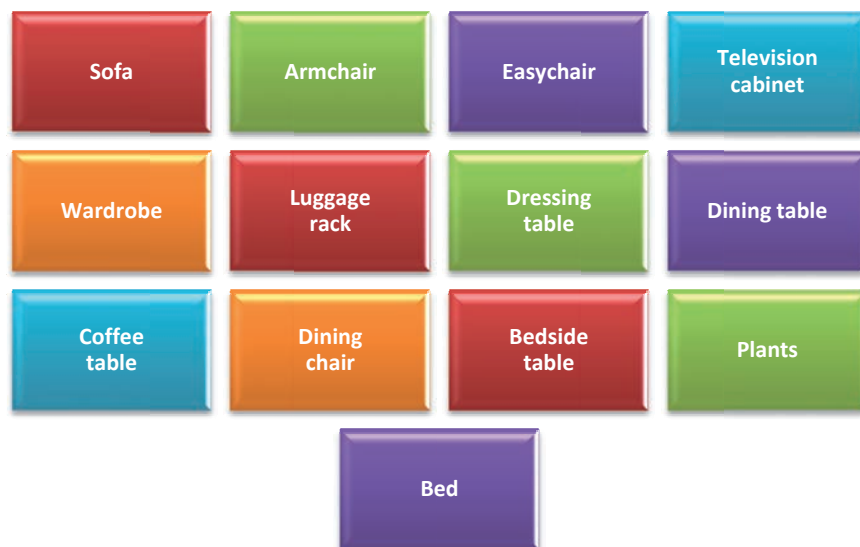 Sofa
Armchair
Easychair
Television
cabinet
Wardrobe
Luggage
rack
Dressing
table
Dining table
Coffee
table
Dining
chair
Bedside
table
Plants
Bed